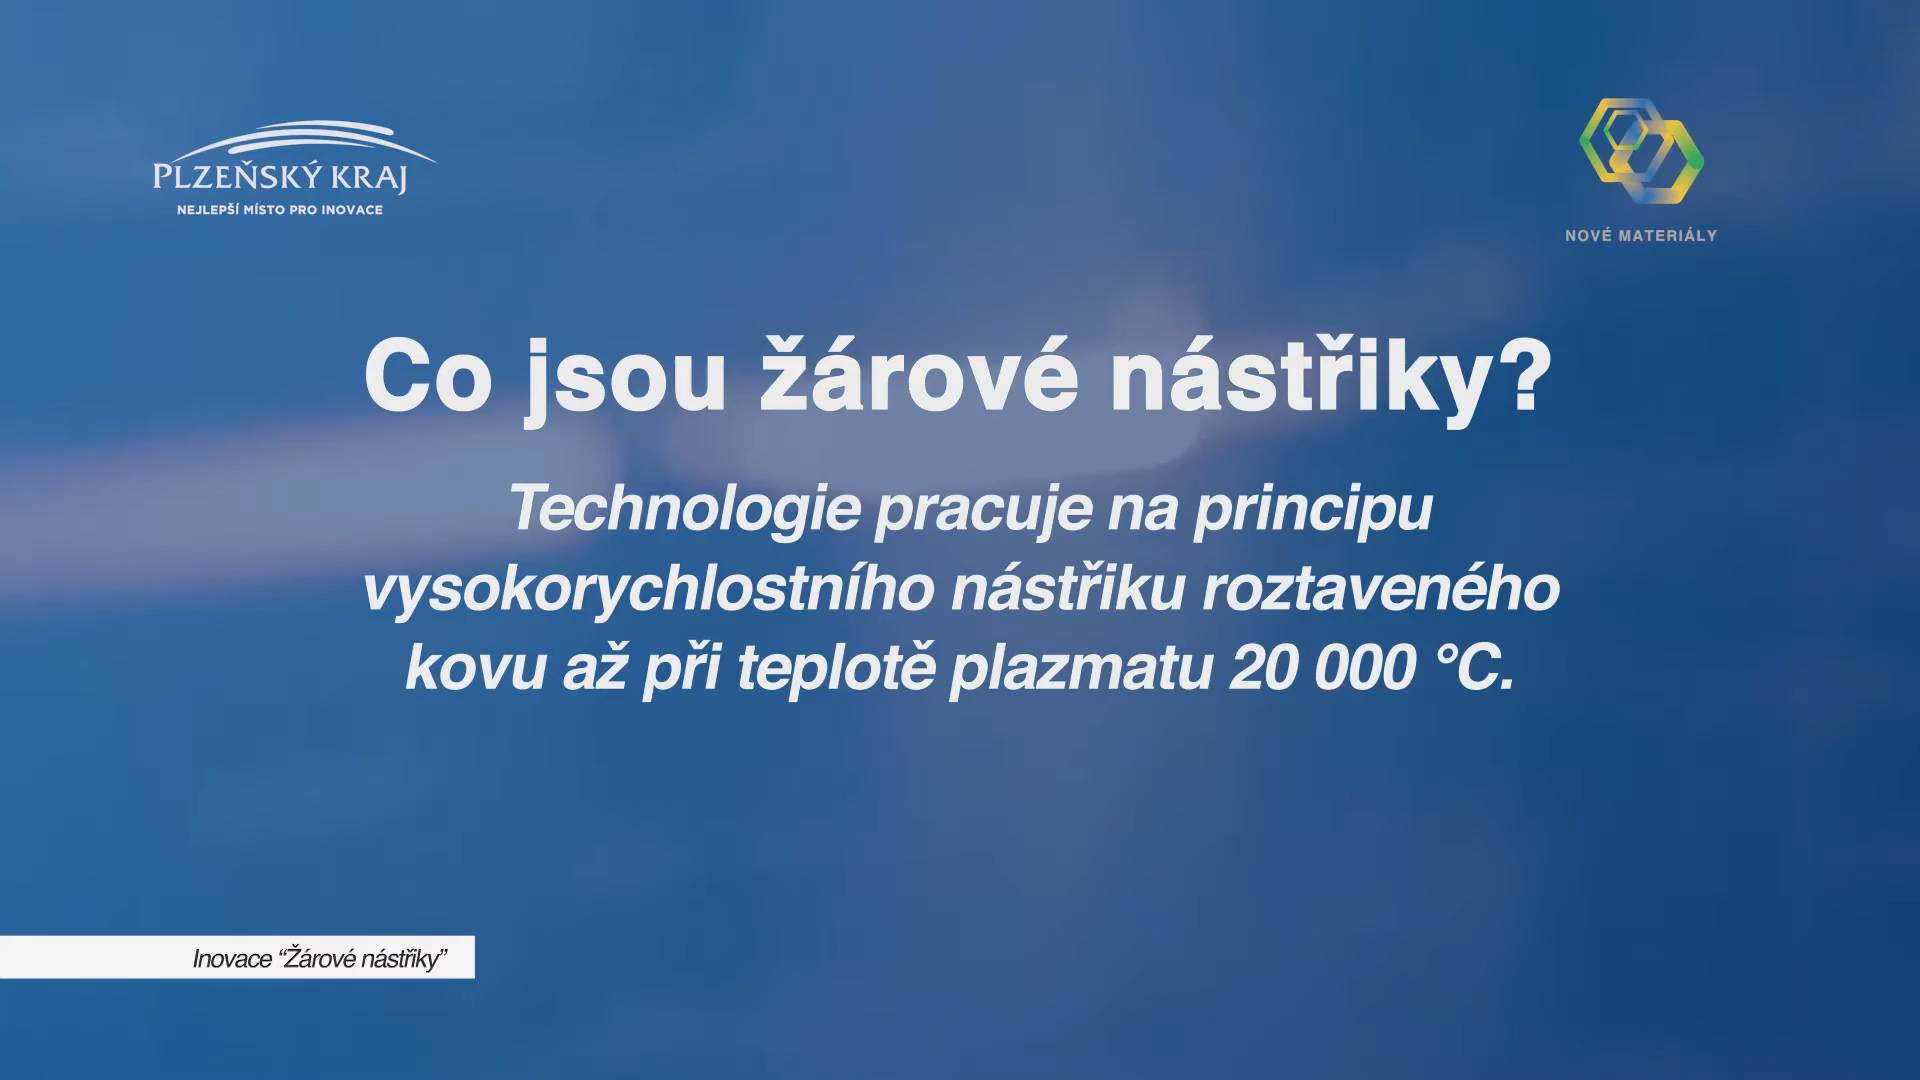 PLZEŇSKÝ KRAJ
NEJLEPŠÍ MÍSTO PRO INOVACE
NOVÉ MATERIÁLY
Co jsou žárové nástřiky?
Technologie pracuje na principu
vysokorychlostního nástřiku roztaveného
kovu až při teplotě plazmatu 20 000 °C.
Inovace “Žárové nástřiky”